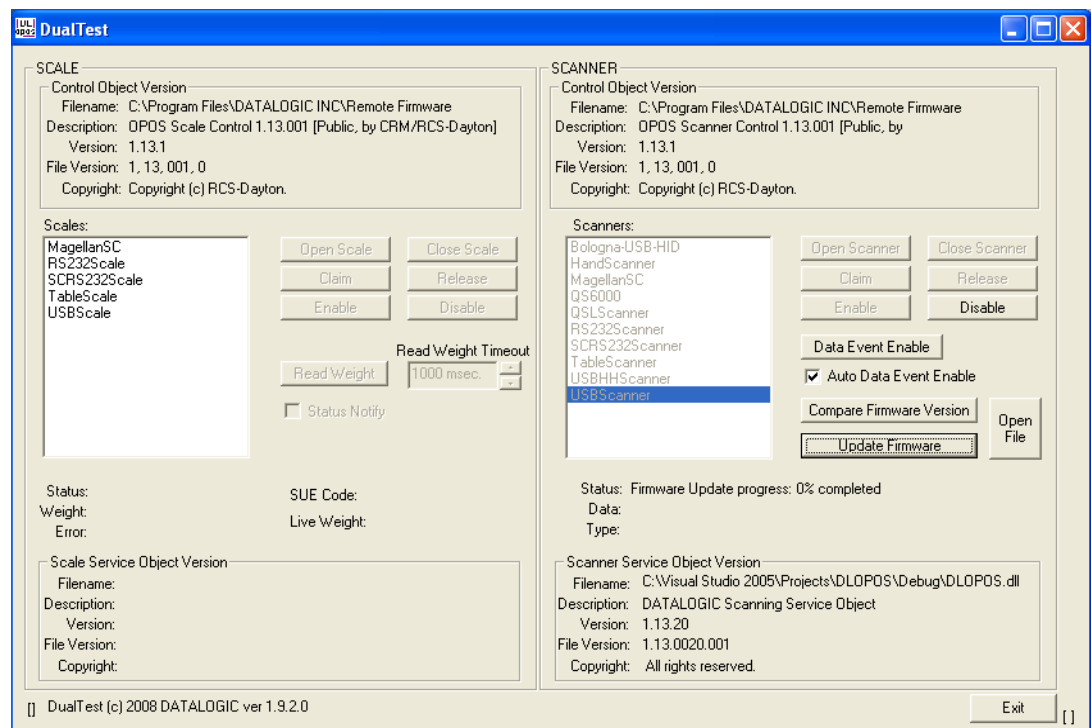 UL
opos
DualTest
SCALE
Control Object Version
Filename: C:\Program Files\DATALOGIC INC\Remote Firmware
Description: OPOS Scale Control 1.13.001 [Public, by CRM/RCS-Dayton]
Version: 1.13.1
File Version: 1, 13, 001, 0
Copyright: Copyright (c) RCS-Dayton.
Scales:
MagellanSC
RS232Scale
SCRS232Scale
TableScale
USBScale
Open Scale Close Scale
Claim Release
Enable Disable
Read Weight Timeout
Read Weight 1000 msec.
Status Notify
Status:
Weight:
Error:
SUE Code:
Live Weight:
Scale Service Object Version
Filename:
Description:
Version:
File Version:
Copyright:
SCANNER
Control Object Version
Filename: C:\Program Files\DATALOGIC INC\Remote Firmware
Description: OPOS Scanner Control 1.13.001 [Public, by
Version: 1.13.1
File Version: 1, 13, 001, 0
Copyright: Copyright (c) RCS-Dayton.
Scanners:
Bologna-USB-HID
HandScanner
MagellanSC
QS6000
QSLScanner
RS232Scanner
SCRS232Scanner
TableScanner
USBHHScanner
USBScanner
Open Scanner Close Scanner
Claim Release
Enable Disable
Data Event Enable
Auto Data Event Enable
Compare Firmware Version
Update Firmware
Open
File
Status: Firmware Update progress: 0% completed
Data:
Type:
Scanner Service Object Version
Filename: C:\Visual Studio 2005\Projects\DLOPOS\Debug\DLOPOS.dll
Description: DATALOGIC Scanning Service Object
Version: 1.13.20
File Version: 1.13.0020.001
Copyright: All rights reserved.
[] DualTest (c) 2008 DATALOGIC ver 1.9.2.0
Exit
[ ]